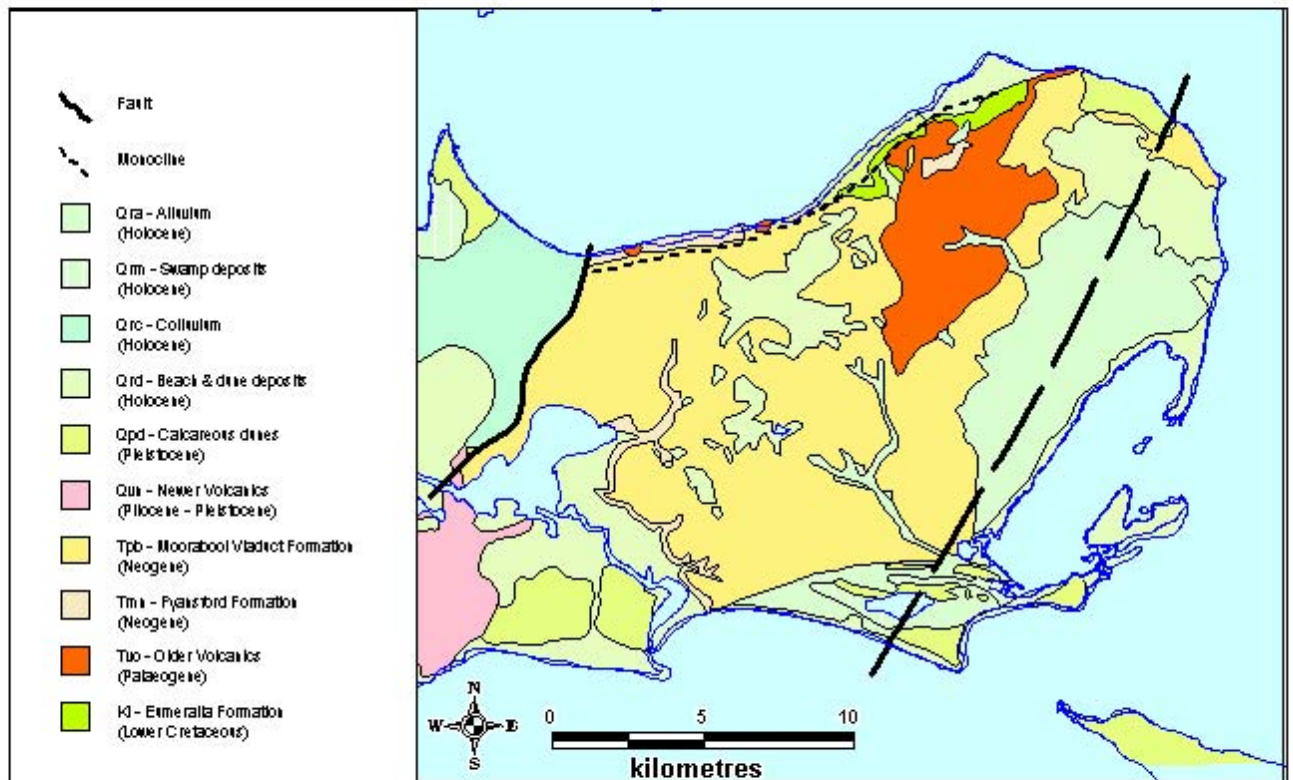 Fault
Monocline
Qra - Alluvium
(Holocene)
Qrm - Swamp deposits
(Holocene)
Qrc - Colluvium
(Holocene)
Qrd - Beach & dune deposits
(Holocene)
Qpd - Calcareous dunes
(Pleistocene)
Qvn - Newer Volcanics
(Pliocene - Pleistocene)
Tpb - Moorabool Viaduct Formation
(Neogene)
Tmn - Fyansford Formation
(Neogene)
Tvo - Older Volcanics
(Palaeogene)
Kl - Eumeralla Formation
(Lower Cretaceous)
N
W E
S
0 5 10
kilometres